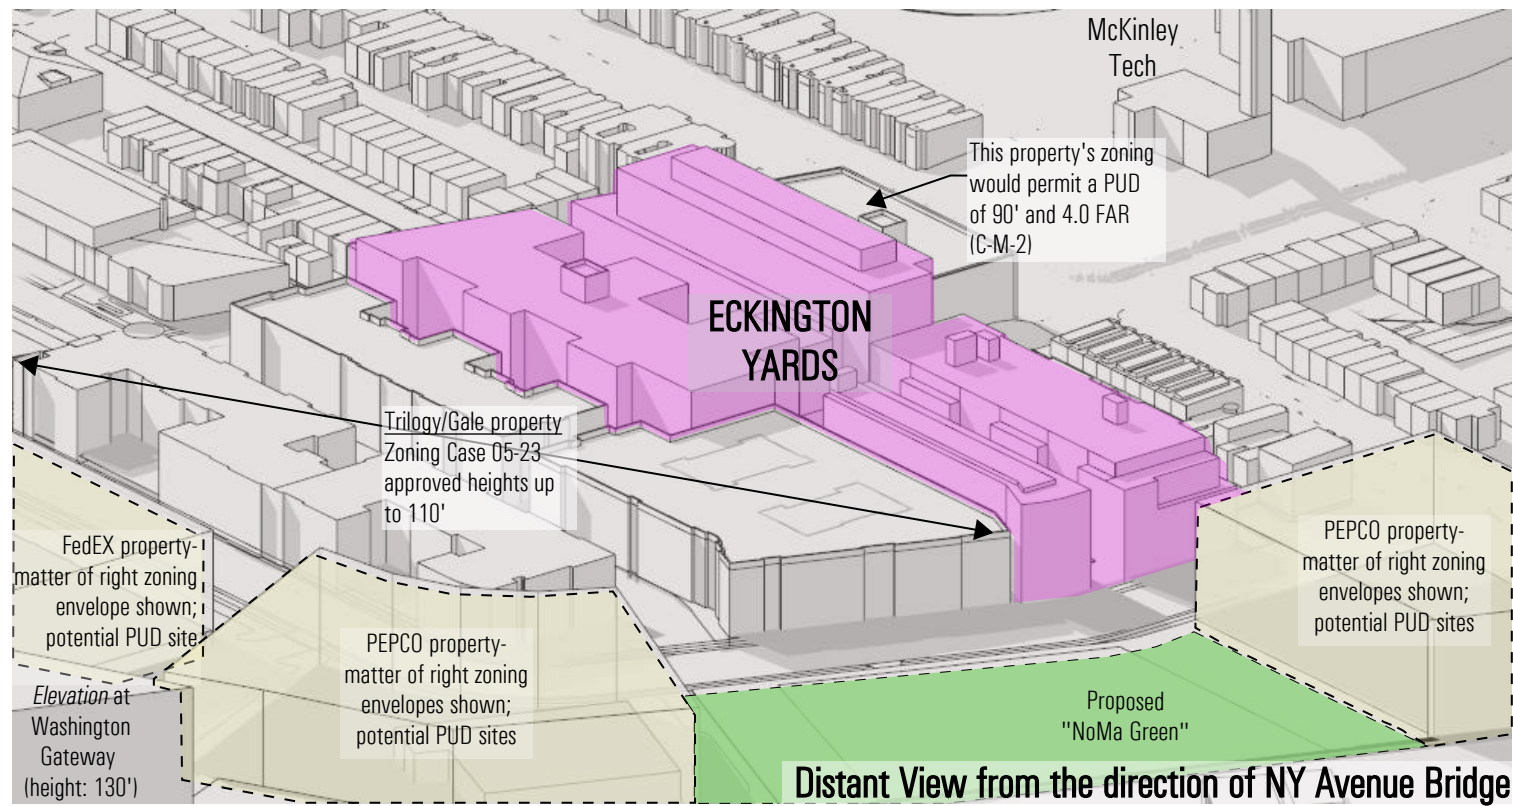 McKinley
Tech
This property's zoning
would permit a PUD
of 90' and 4.0 FAR
(C-M-2)
ECKINGTON
YARDS
Trilogy/Gale property
Zoning Case 05-23
approved heights up
to 110'
FedEX property-
matter of right zoning
envelope shown;
potential PUD site
PEPCO property-
matter of right zoning
envelopes shown;
potential PUD sites
PEPCO property-
matter of right zoning
envelopes shown;
potential PUD sites
Elevation at
Washington
Gateway
(height: 130')
Proposed
"NoMa Green"
Distant View from the direction of NY Avenue Bridge